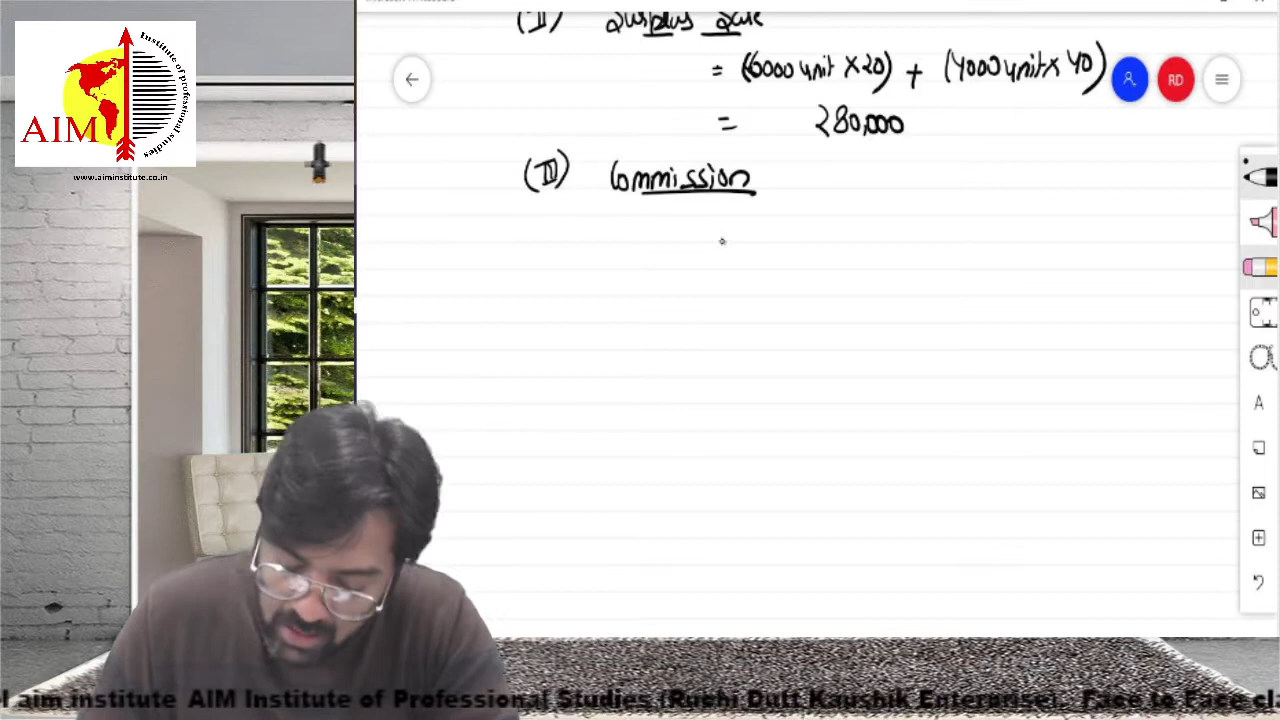 (II) Surplus Sale
= (6000 unit × 20) + (4000 unit × 40)
= 280,000
(III) Commission
RD
A
Institute of professional studies
AIM
www.aiminstitute.co.in
l aim institute AIM Institute of Professional Studies (Ruchi Dutt Kaushik Enterprise). Face to Face cl